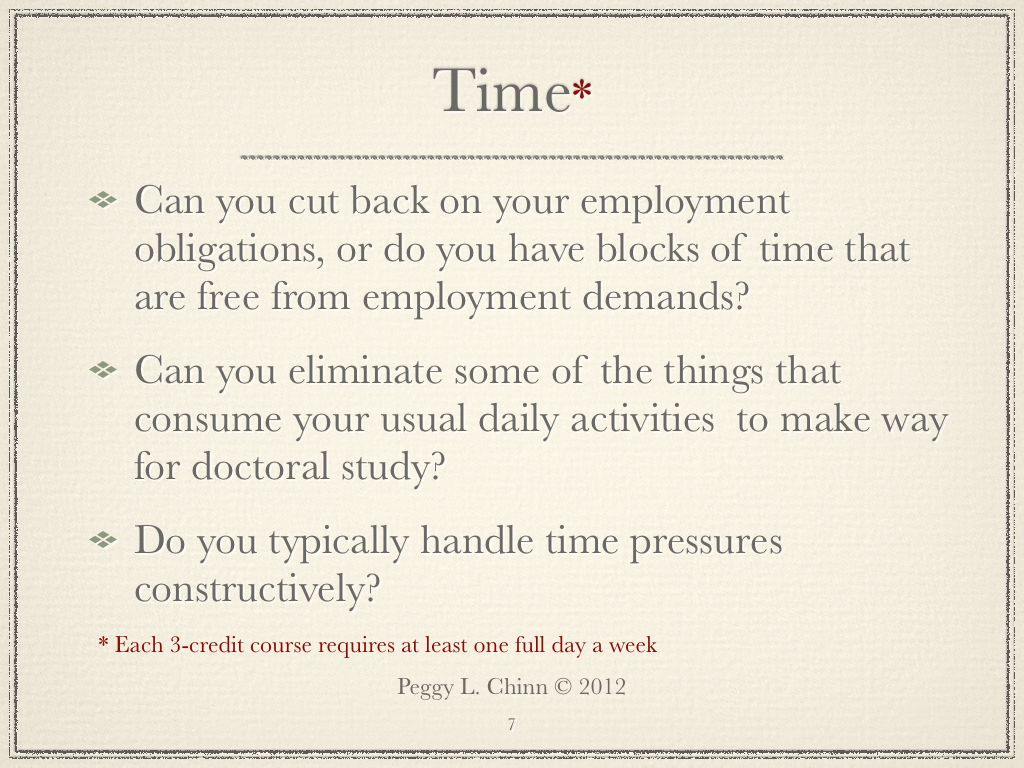 Time*
Can you cut back on your employment
obligations, or do you have blocks of time that
are free from employment demands?
Can you eliminate some of the things that
consume your usual daily activities  to make way
for doctoral study?
Do you typically handle time pressures
constructively?
* Each 3-credit course requires at least one full day a week
Peggy L. Chinn © 2012
7